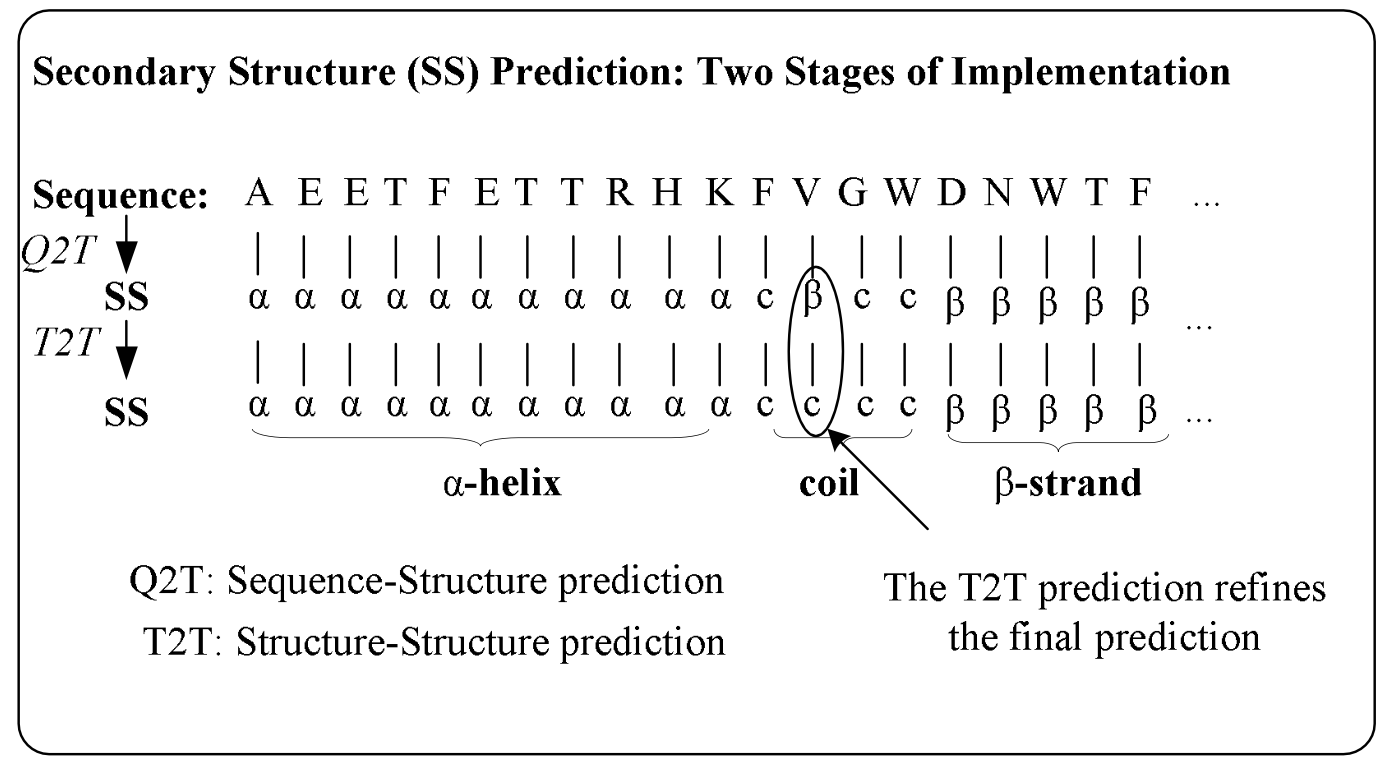 Secondary Structure (SS) Prediction: Two Stages of Implementation
Sequence: A E E T F E T T R H K F V G W D N W T F ...
Q2T
SS α α α α α α α α α α α c β c c β β β β β ...
T2T
SS α α α α α α α α α α α c c c c β β β β β ...
α-helix coil β-strand
Q2T: Sequence-Structure prediction
T2T: Structure-Structure prediction
The T2T prediction refines
the final prediction